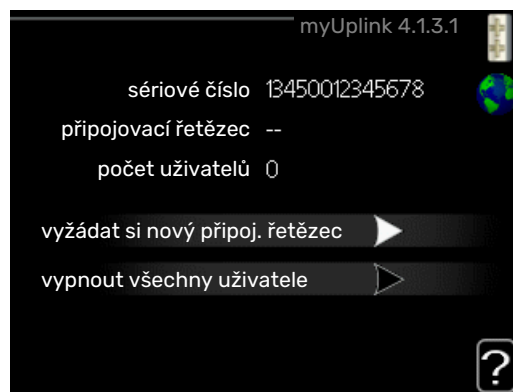 myUplink 4.1.3.1
sériové číslo 13450012345678
připojovací řetězec --
počet uživatelů 0
vyžádat si nový připoj. řetězec
vypnout všechny uživatele
?